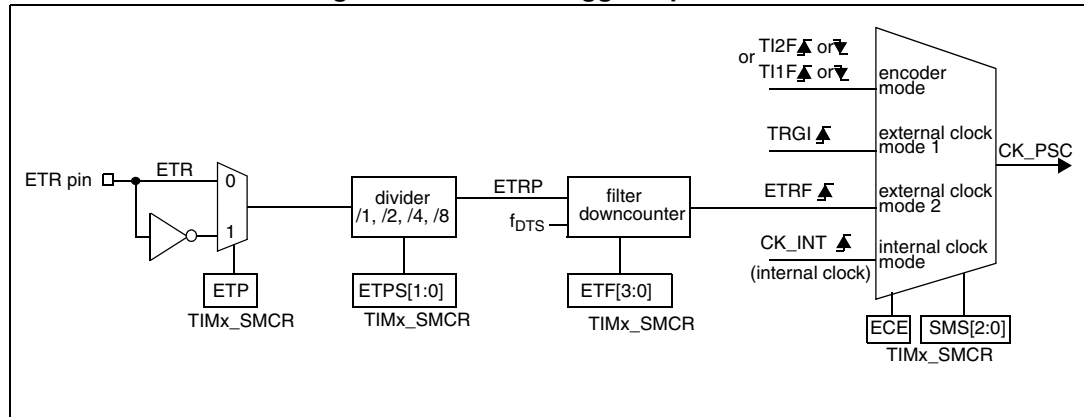 or TI2F or
TI1F or
encoder
mode
TRGI
external clock
mode 1
CK_PSC
ETR pin
ETR
0
1
divider
/1, /2, /4, /8
ETRP
filter
downcounter
fDTS
ETRF
external clock
mode 2
CK_INT
(internal clock)
internal clock
mode
ETP
TIMx_SMCR
ETPS[1:0]
TIMx_SMCR
ETF[3:0]
TIMx_SMCR
ECE
SMS[2:0]
TIMx_SMCR